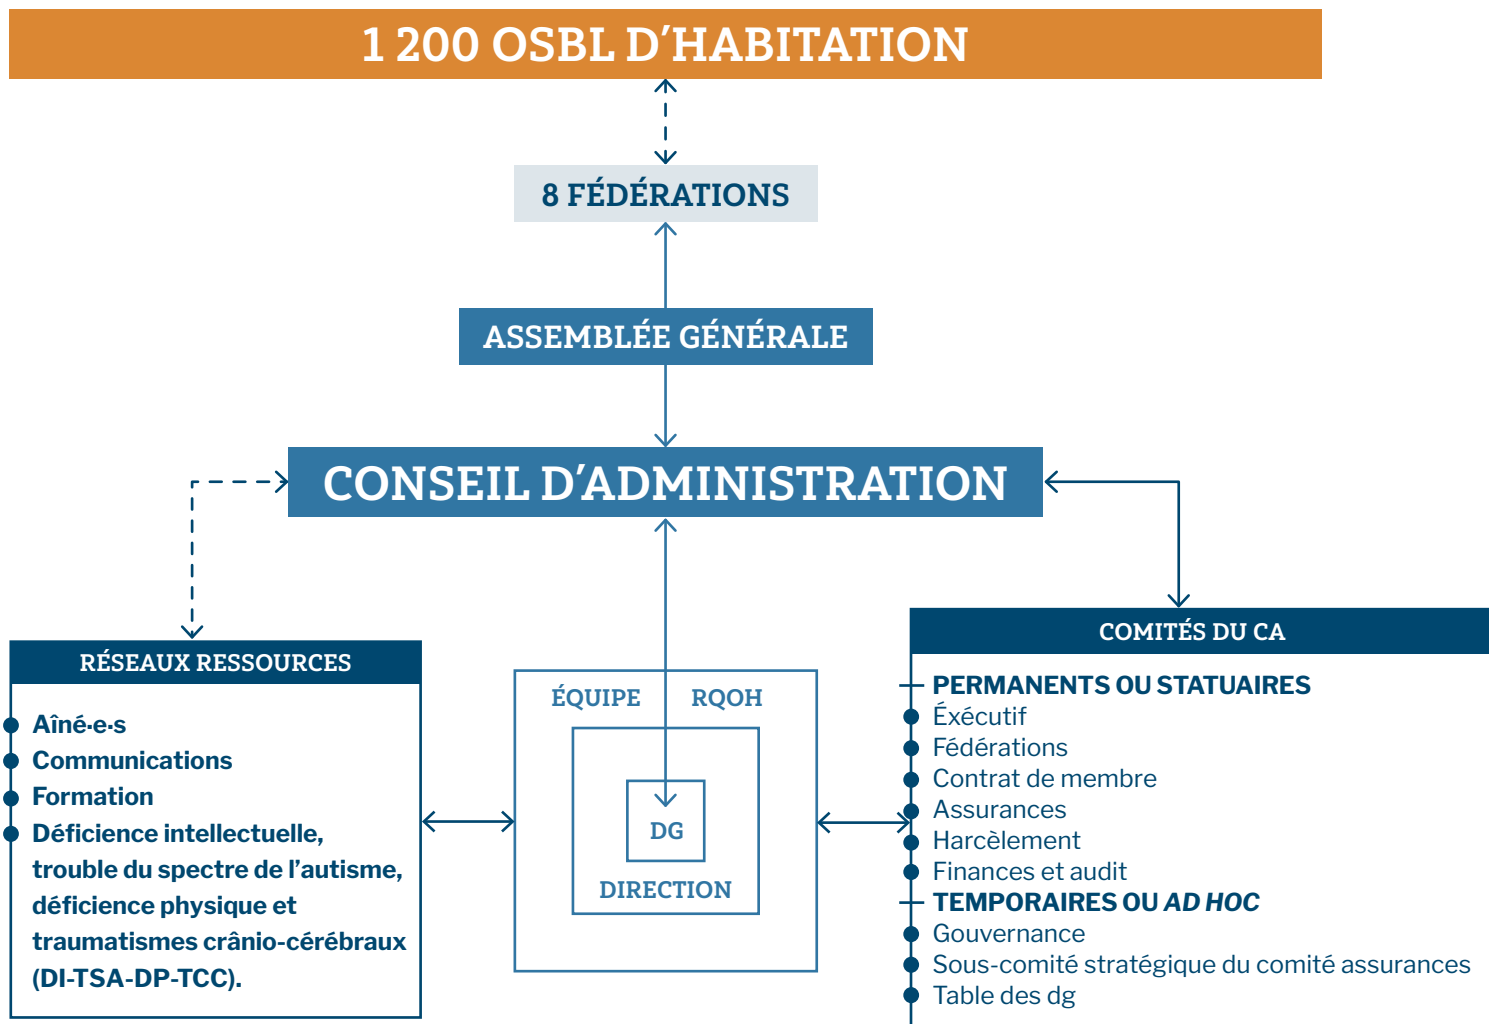 1 200 OSBL D’HABITATION
8 FÉDÉRATIONS
ASSEMBLÉE GÉNÉRALE
CONSEIL D’ADMINISTRATION
RÉSEAUX RESSOURCES
Aîné·e·s
Communications
Formation
Déficience intellectuelle,
trouble du spectre de l’autisme,
déficience physique et
traumatismes crânio-cérébraux
(DI-TSA-DP-TCC).
ÉQUIPE RQOH
DG
DIRECTION
COMITÉS DU CA
PERMANENTS OU STATUAIRES
Éxécutif
Fédérations
Contrat de membre
Assurances
Harcèlement
Finances et audit
TEMPORAIRES OU AD HOC
Gouvernance
Sous-comité stratégique du comité assurances
Table des dg